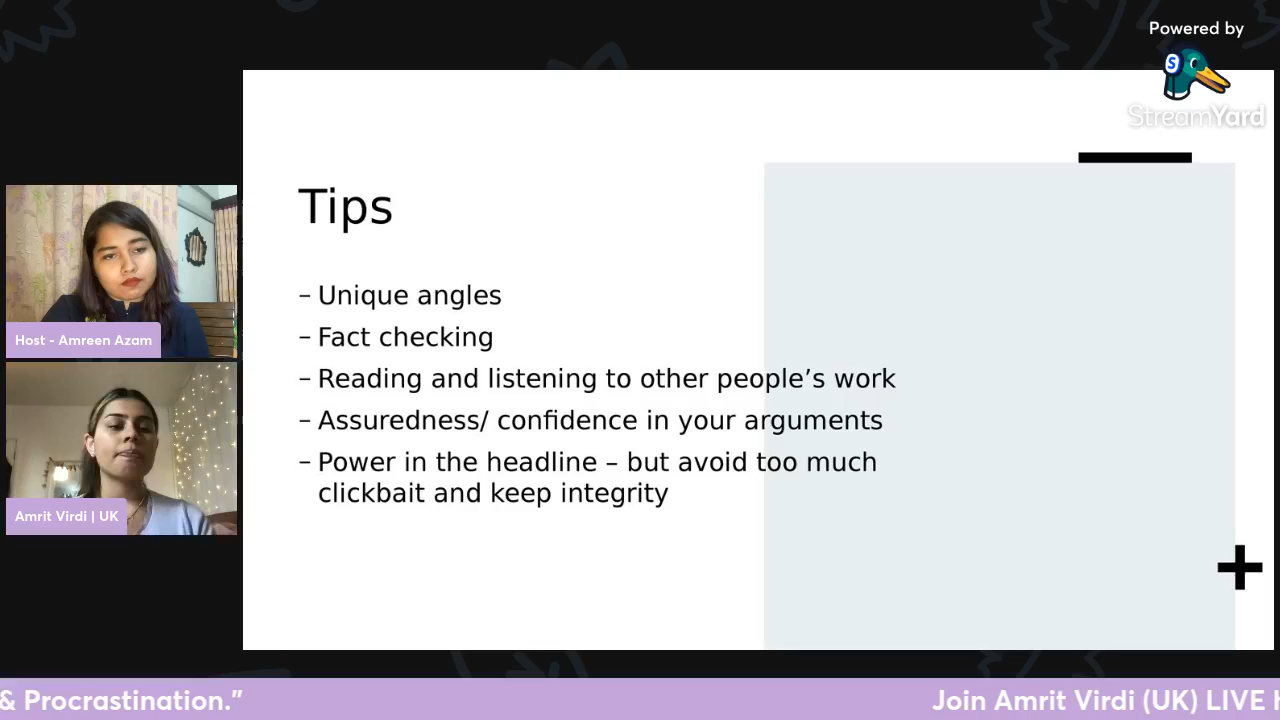 Powered by
S
StreamYard
Tips
– Unique angles
– Fact checking
– Reading and listening to other people’s work
– Assuredness/ confidence in your arguments
– Power in the headline – but avoid too much
clickbait and keep integrity
Host - Amreen Azam
Amrit Virdi | UK
& Procrastination.”
Join Amrit Virdi (UK) LIVE